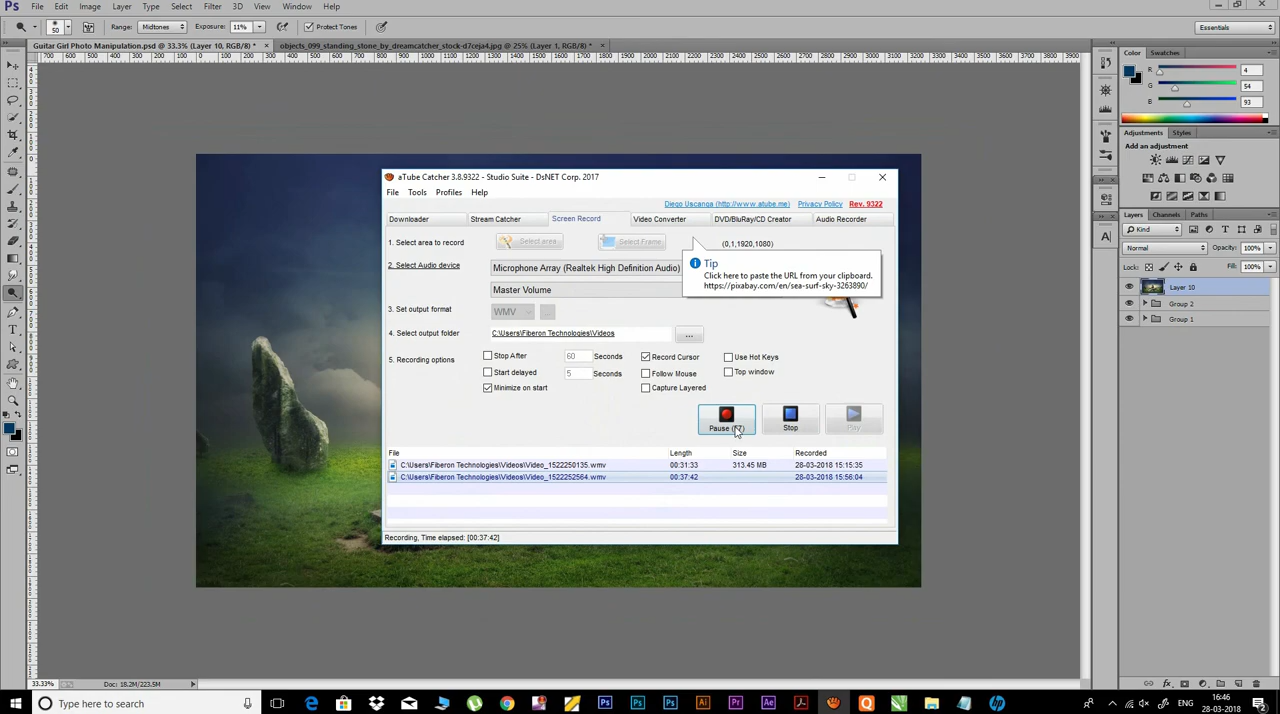 Ps File Edit Image Layer Type Select Filter 3D View Window Help
50 Range: Midtones Exposure: 11% Protect Tones Essentials
Guitar Girl Photo Manipulation.psd @ 33.3% (Layer 10, RGB/8) * × objects_099_standing_stone_by_dreamcatcher_stock-d7ceja4.jpg @ 25% (Layer 1, RGB/8) * ×
Color Swatches
R 4
G 54
B 93
Adjustments Styles
Add an adjustment
Layers Channels Paths
Kind
Normal Opacity: 100%
Lock: Fill: 100%
Layer 10
Group 2
Group 1
aTube Catcher 3.8.9322 - Studio Suite - DsNET Corp. 2017
File Tools Profiles Help
Diego Uscanga (http://www.atube.me) Privacy Policy Rev. 9322
Downloader Stream Catcher Screen Record Video Converter DVD/BluRay/CD Creator Audio Recorder
1. Select area to record Select area Select Frame (0,1,1920,1080)
Tip
Click here to paste the URL from your clipboard.
https://pixabay.com/en/sea-surf-sky-3263890/
2. Select Audio device Microphone Array (Realtek High Definition Audio)
Master Volume
3. Set output format WMV ...
4. Select output folder C:\Users\Fiberon Technologies\Videos ...
5. Recording options Stop After 60 Seconds Record Cursor Use Hot Keys
Start delayed 5 Seconds Follow Mouse Top window
Minimize on start Capture Layered
Pause Stop Play
File Length Size Recorded
C:\Users\Fiberon Technologies\Videos\Video_1522250135.wmv 00:31:33 313.45 MB 28-03-2018 15:15:35
C:\Users\Fiberon Technologies\Videos\Video_1522252564.wmv 00:37:42 28-03-2018 15:56:04
Recording, Time elapsed: [00:37:42]
33.33% Doc: 18.2M/223.5M
Type here to search
16:46
28-03-2018